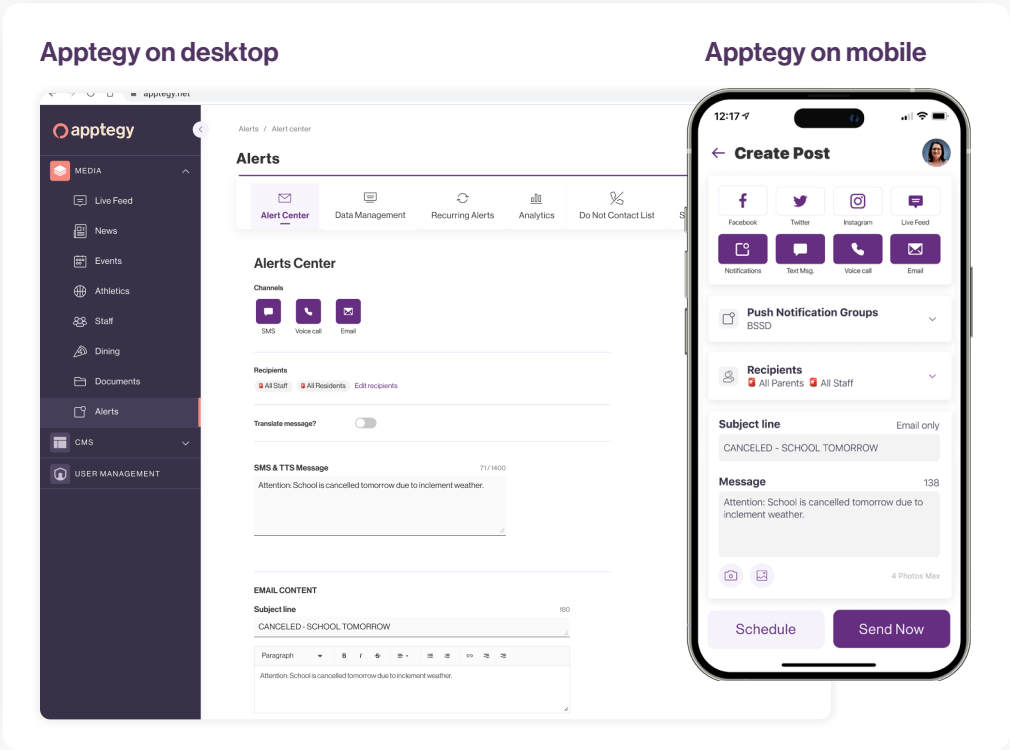 Apptegy on desktop
Apptegy on mobile
apptegy.net
apptegy
MEDIA
Live Feed
News
Events
Athletics
Staff
Dining
Documents
Alerts
CMS
USER MANAGEMENT
Alerts / Alert center
Alerts
Alert Center
Data Management
Recurring Alerts
Analytics
Do Not Contact List
S
Alerts Center
Channels
SMS
Voice call
Email
Recipients
All Staff
All Residents
Edit recipients
Translate message?
SMS & TTS Message
71 / 1400
Attention: School is cancelled tomorrow due to inclement weather.
EMAIL CONTENT
Subject line
180
CANCELED - SCHOOL TOMORROW
Paragraph
B I S
Attention: School is cancelled tomorrow due to inclement weather.
12:17
Create Post
Facebook
Twitter
Instagram
Live Feed
Notifications
Text Msg.
Voice call
Email
Push Notification Groups
BSSD
Recipients
All Parents
All Staff
Subject line
Email only
CANCELED - SCHOOL TOMORROW
Message
138
Attention: School is cancelled tomorrow due to
inclement weather.
4 Photos Max
Schedule
Send Now